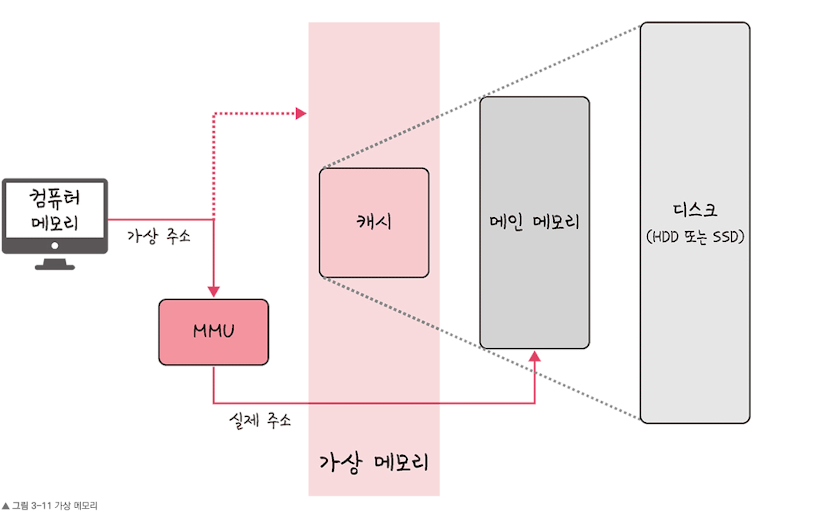 컴퓨터
메모리
가상 주소
MMU
실제 주소
캐시
가상 메모리
메인 메모리
디스크
(HDD 또는 SSD)
▲ 그림 3-11 가상 메모리